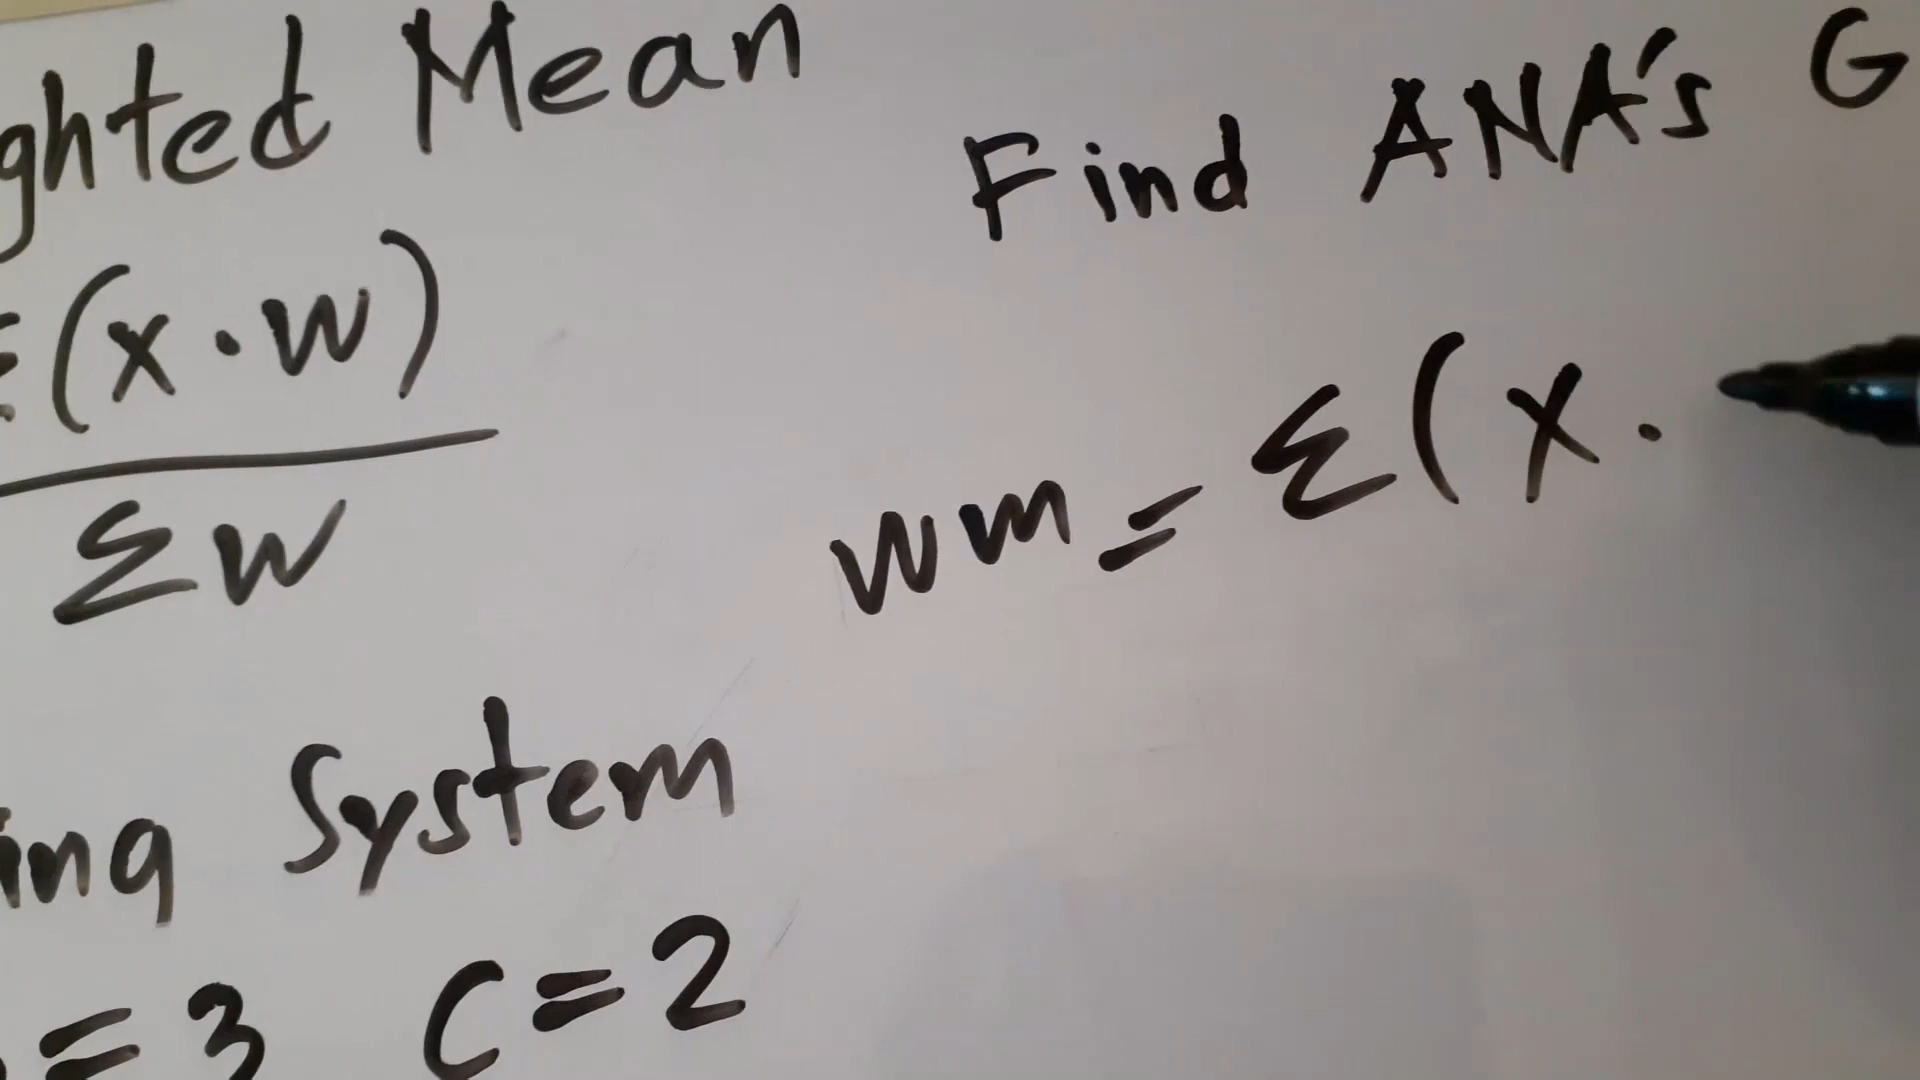 ghted Mean
Σ(x·w)
Σw
ing System
= 3 C=2
Find ANA's G
wm = Σ(x·